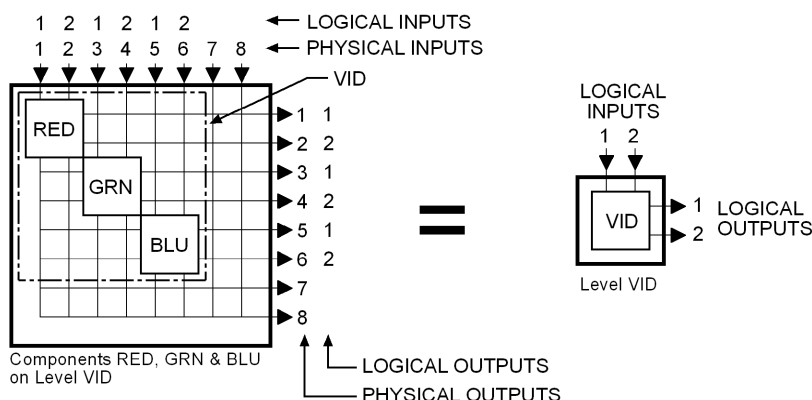 1 2 1 2 1 2 LOGICAL INPUTS
1 2 3 4 5 6 7 8 PHYSICAL INPUTS
VID
RED
GRN
BLU
1 1
2 2
3 1
4 2
5 1
6 2
7
8
Components RED, GRN & BLU
on Level VID
LOGICAL OUTPUTS
PHYSICAL OUTPUTS
=
LOGICAL
INPUTS
1 2
VID
1
2
LOGICAL
OUTPUTS
Level VID